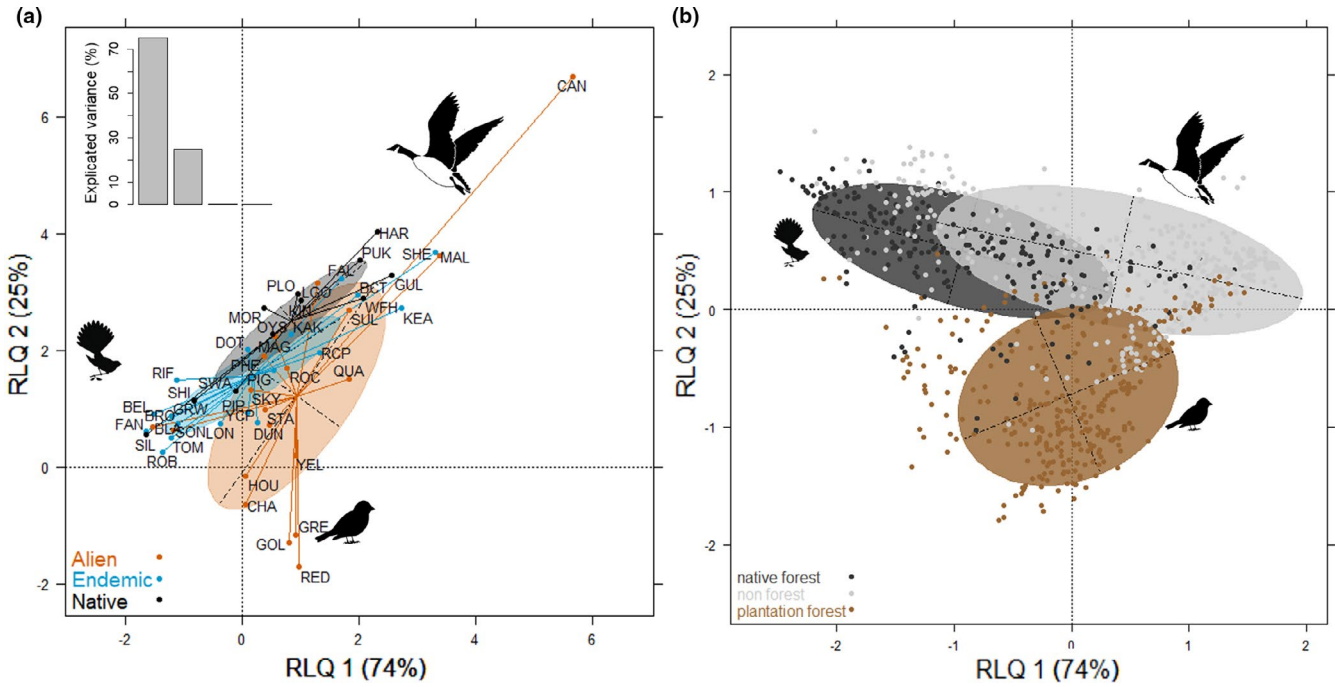 (a)
(b)
Explicated variance (%)
70
50
30
10
0
CAN
HAR
PUK
SHE
MAL
FAL
PLO
LGO
BCT
GUL
KIN
MOR
WFH
OYS
KAK
SUL
KEA
DOT
MAG
RCP
PHE
ROC
QUA
RIF
SWA
PIG
SHI
SKY
BEL
GRW
PIP
BRO
YCP
STA
FAN
BLA
SON
LON
DUN
SIL
TOM
ROB
YEL
HOU
CHA
GRE
GOL
RED
Alien
Endemic
Native
6
4
2
0
-2
-2
0
2
4
6
RLQ 2 (25%)
RLQ 1 (74%)
native forest
non forest
plantation forest
2
1
0
-1
-2
-2
-1
0
1
2
RLQ 2 (25%)
RLQ 1 (74%)